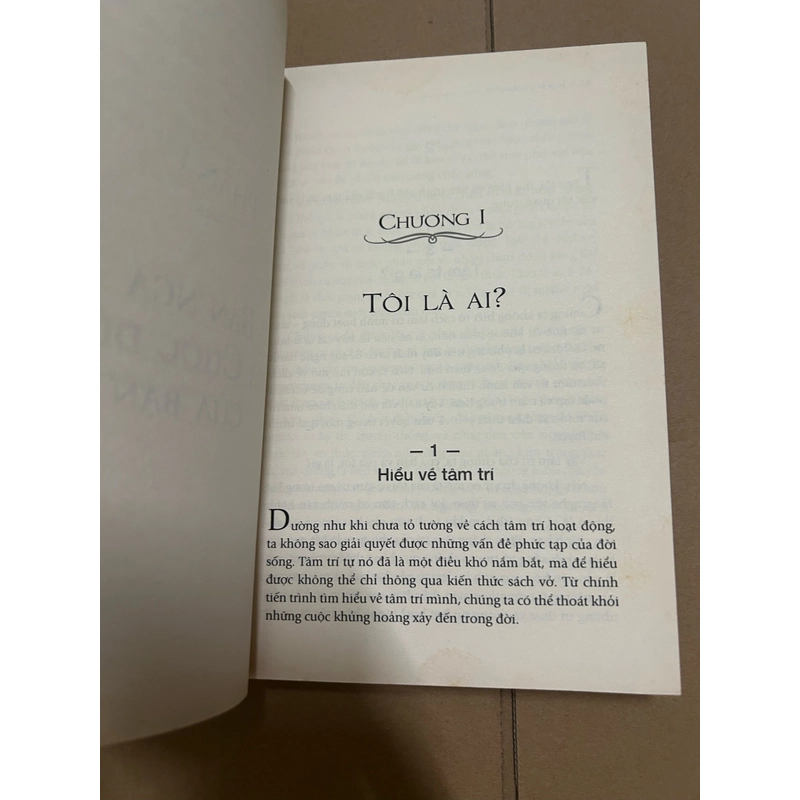 CHƯƠNG I
TÔI LÀ AI?
– 1 –
Hiểu về tâm trí
Dường như khi chưa tỏ tường về cách tâm trí hoạt động,
ta không sao giải quyết được những vấn đề phức tạp của đời
sống. Tâm trí tự nó đã là một điều khó nắm bắt, mà để hiểu
được không thể chỉ thông qua kiến thức sách vở. Từ chính
tiến trình tìm hiểu về tâm trí mình, chúng ta có thể thoát khỏi
những cuộc khủng hoảng xảy đến trong đời.